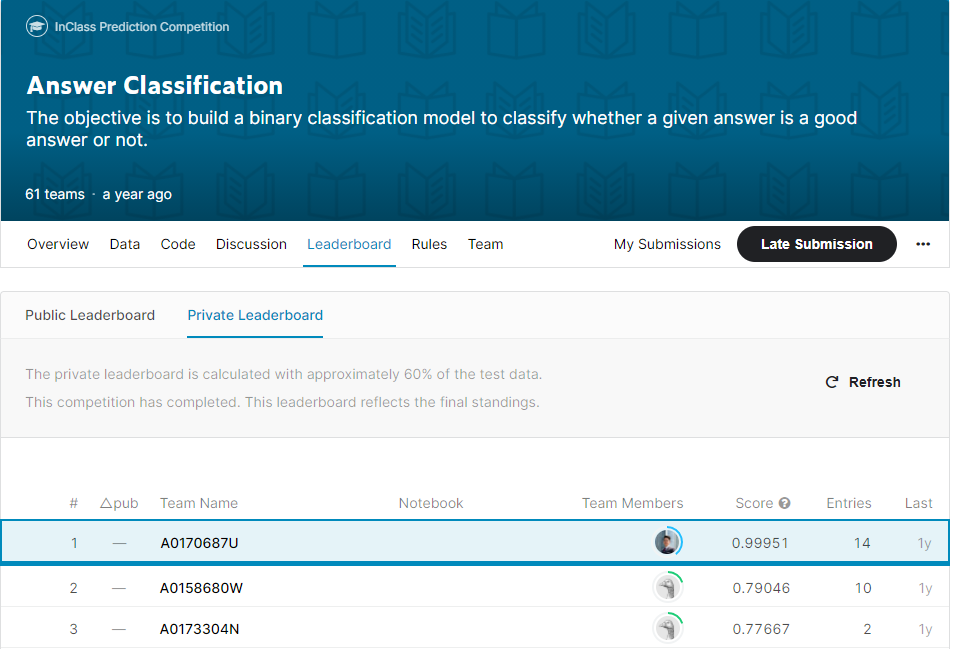 InClass Prediction Competition
Answer Classification
The objective is to build a binary classification model to classify whether a given answer is a good
answer or not.
61 teams · a year ago
Overview Data Code Discussion Leaderboard Rules Team My Submissions Late Submission
Public Leaderboard Private Leaderboard
The private leaderboard is calculated with approximately 60% of the test data.
This competition has completed. This leaderboard reflects the final standings.
Refresh
# △pub Team Name Notebook Team Members Score Entries Last
1 — A0170687U 0.99951 14 1y
2 — A0158680W 0.79046 10 1y
3 — A0173304N 0.77667 2 1y